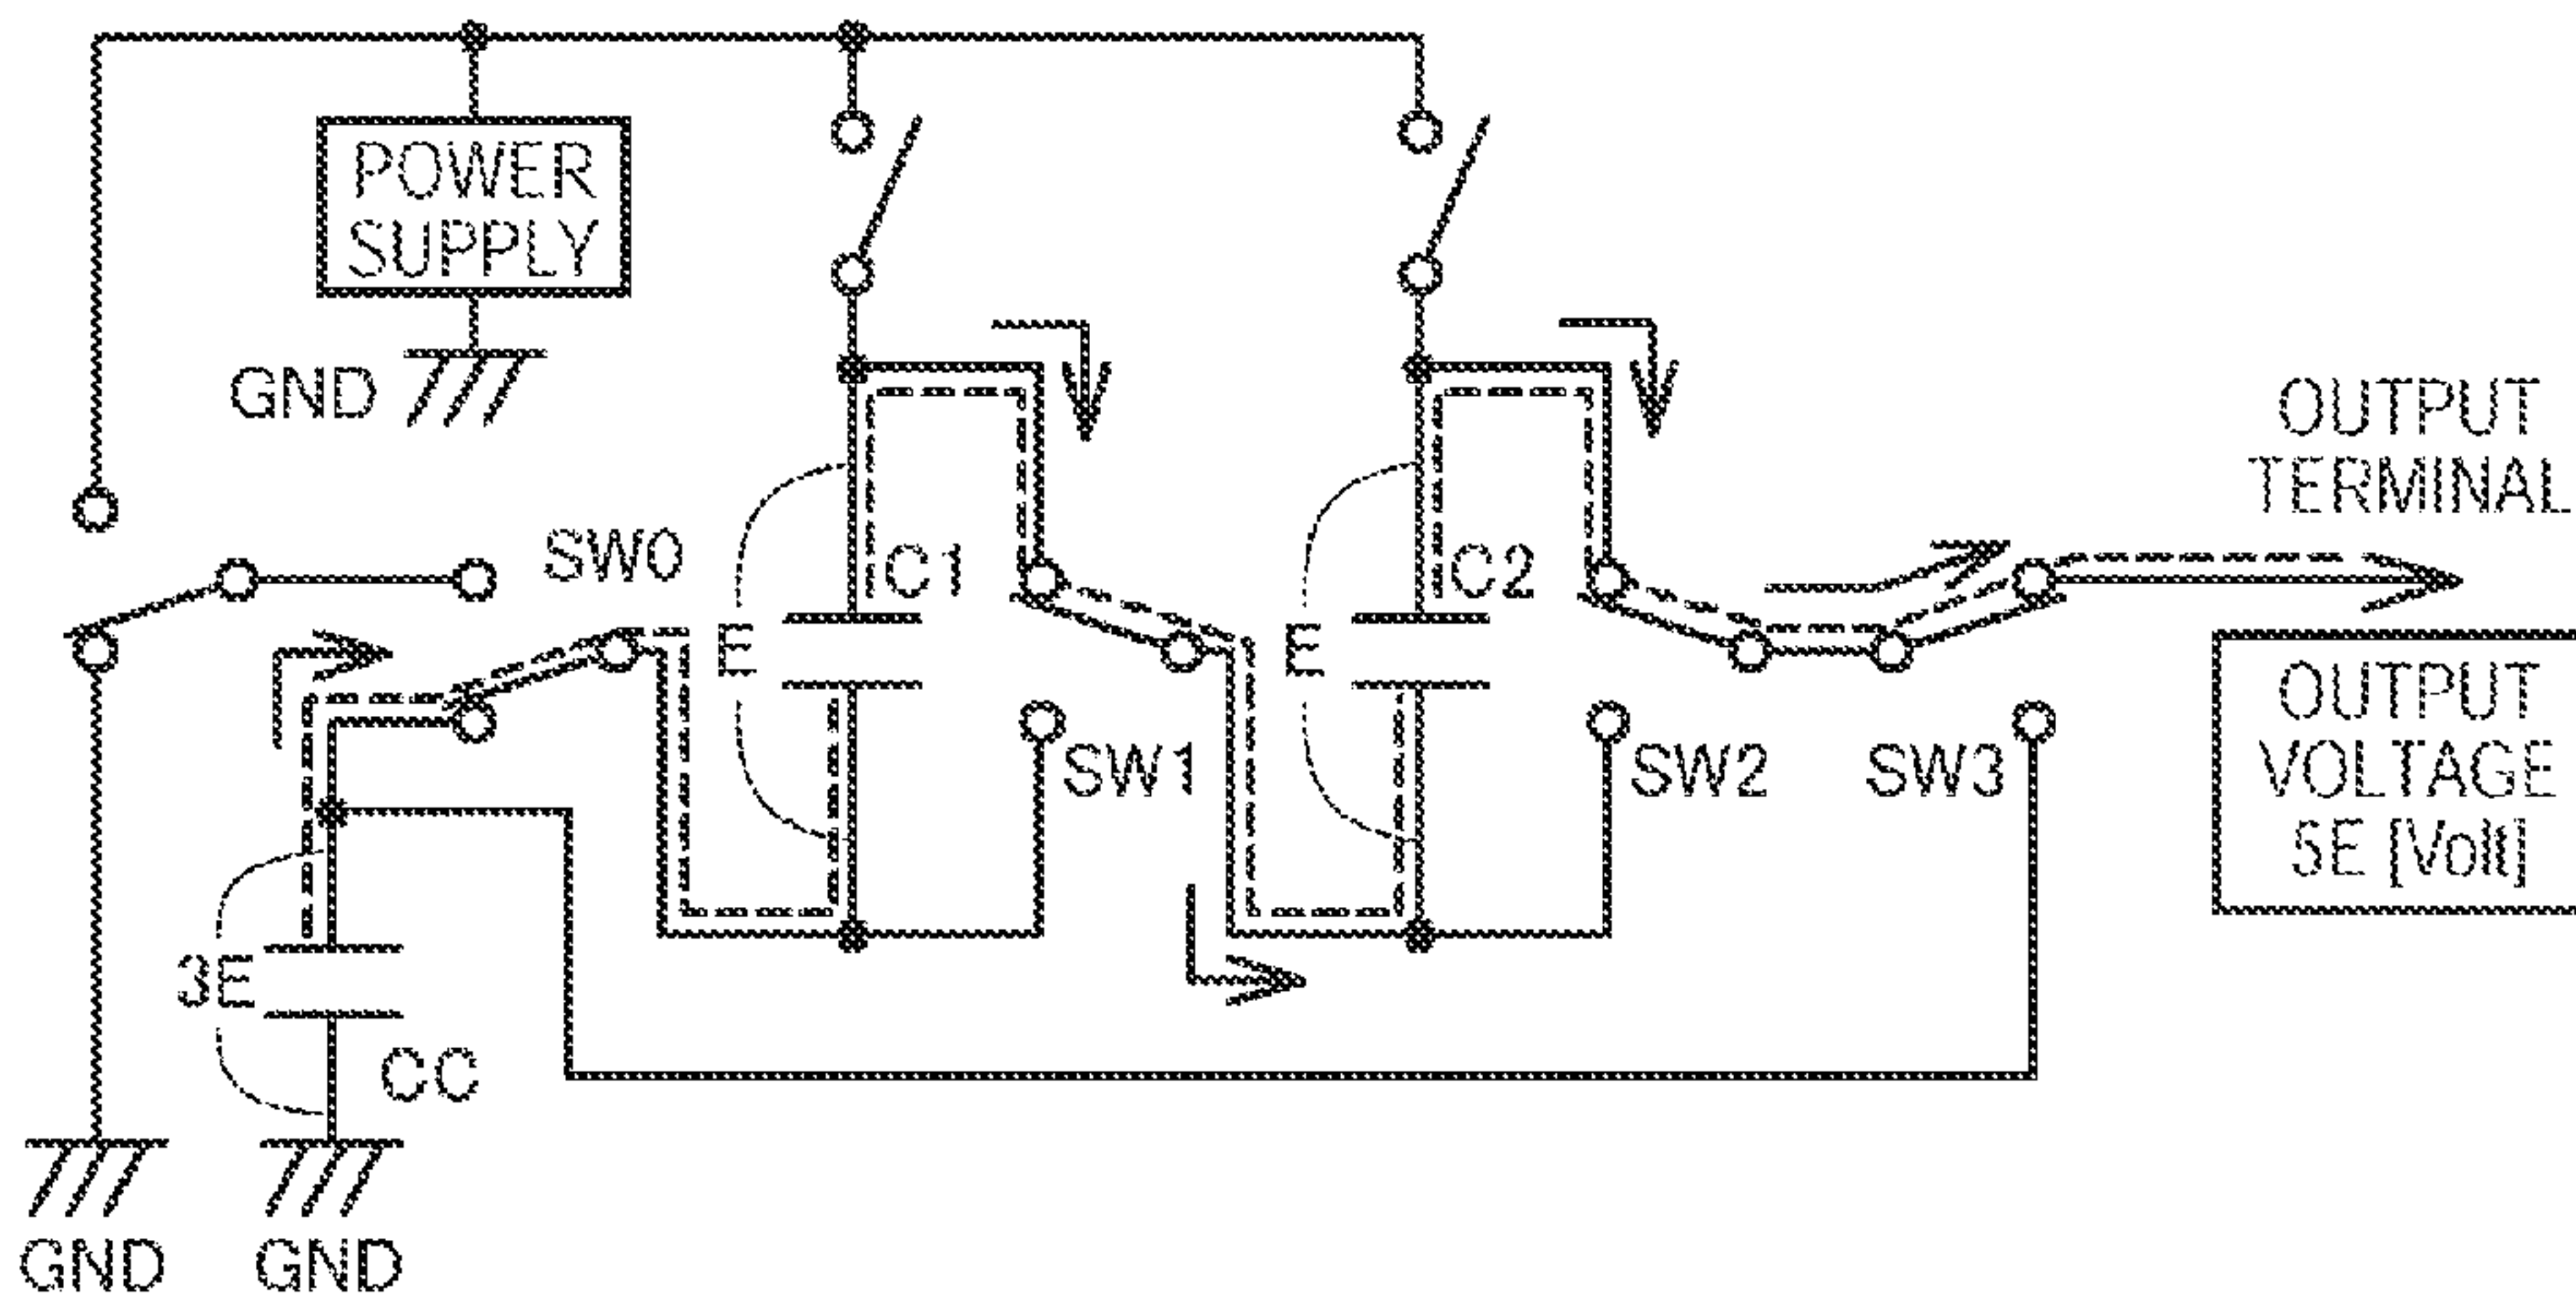 POWER
SUPPLY
GND
OUTPUT
TERMINAL
SW0
C1
C2
E
E
OUTPUT
VOLTAGE
5E [Volt]
SW1
SW2
SW3
3E
CC
GND
GND